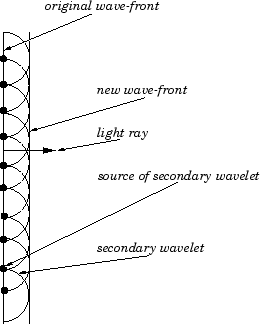 original wave-front
new wave-front
light ray
source of secondary wavelet
secondary wavelet